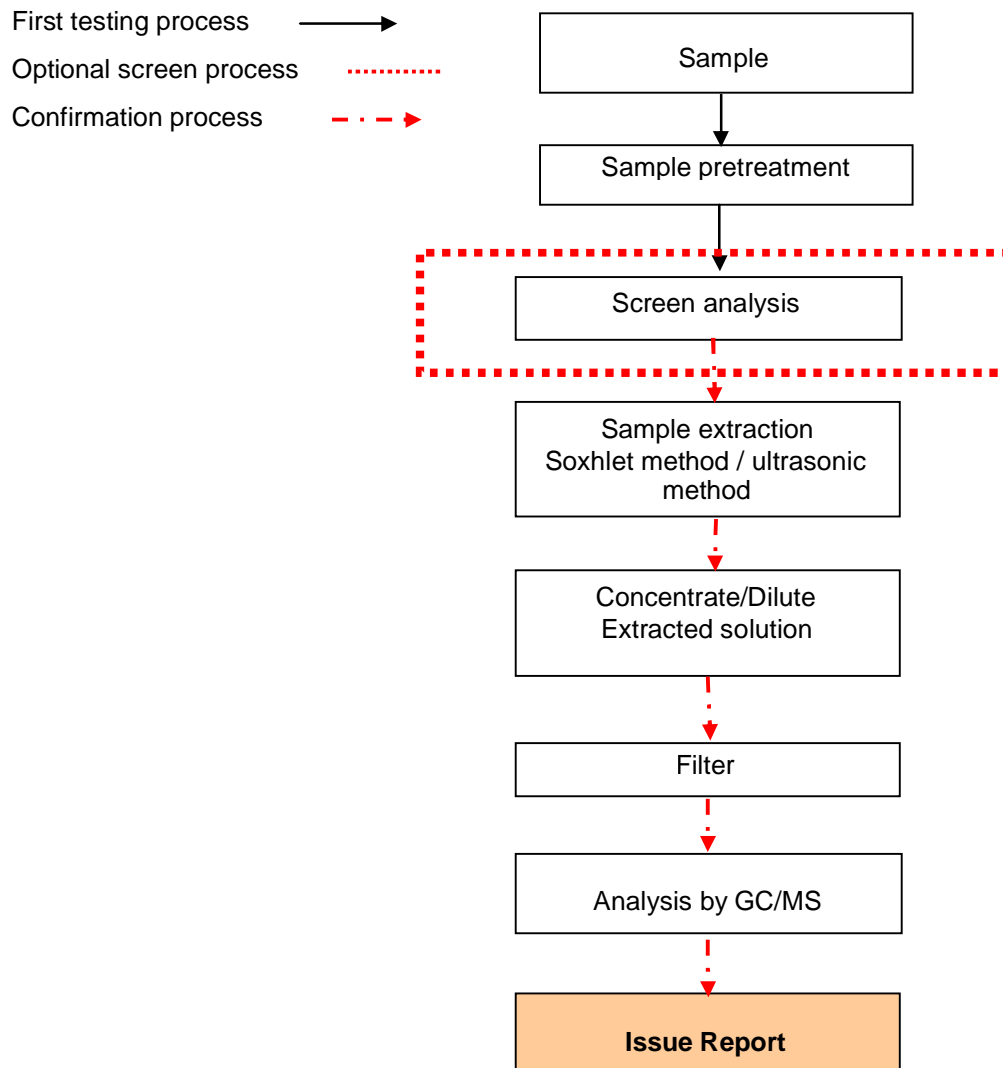 First testing process
Optional screen process
Confirmation process
Sample
Sample pretreatment
Screen analysis
Sample extraction
Soxhlet method / ultrasonic
method
Concentrate/Dilute
Extracted solution
Filter
Analysis by GC/MS
Issue Report